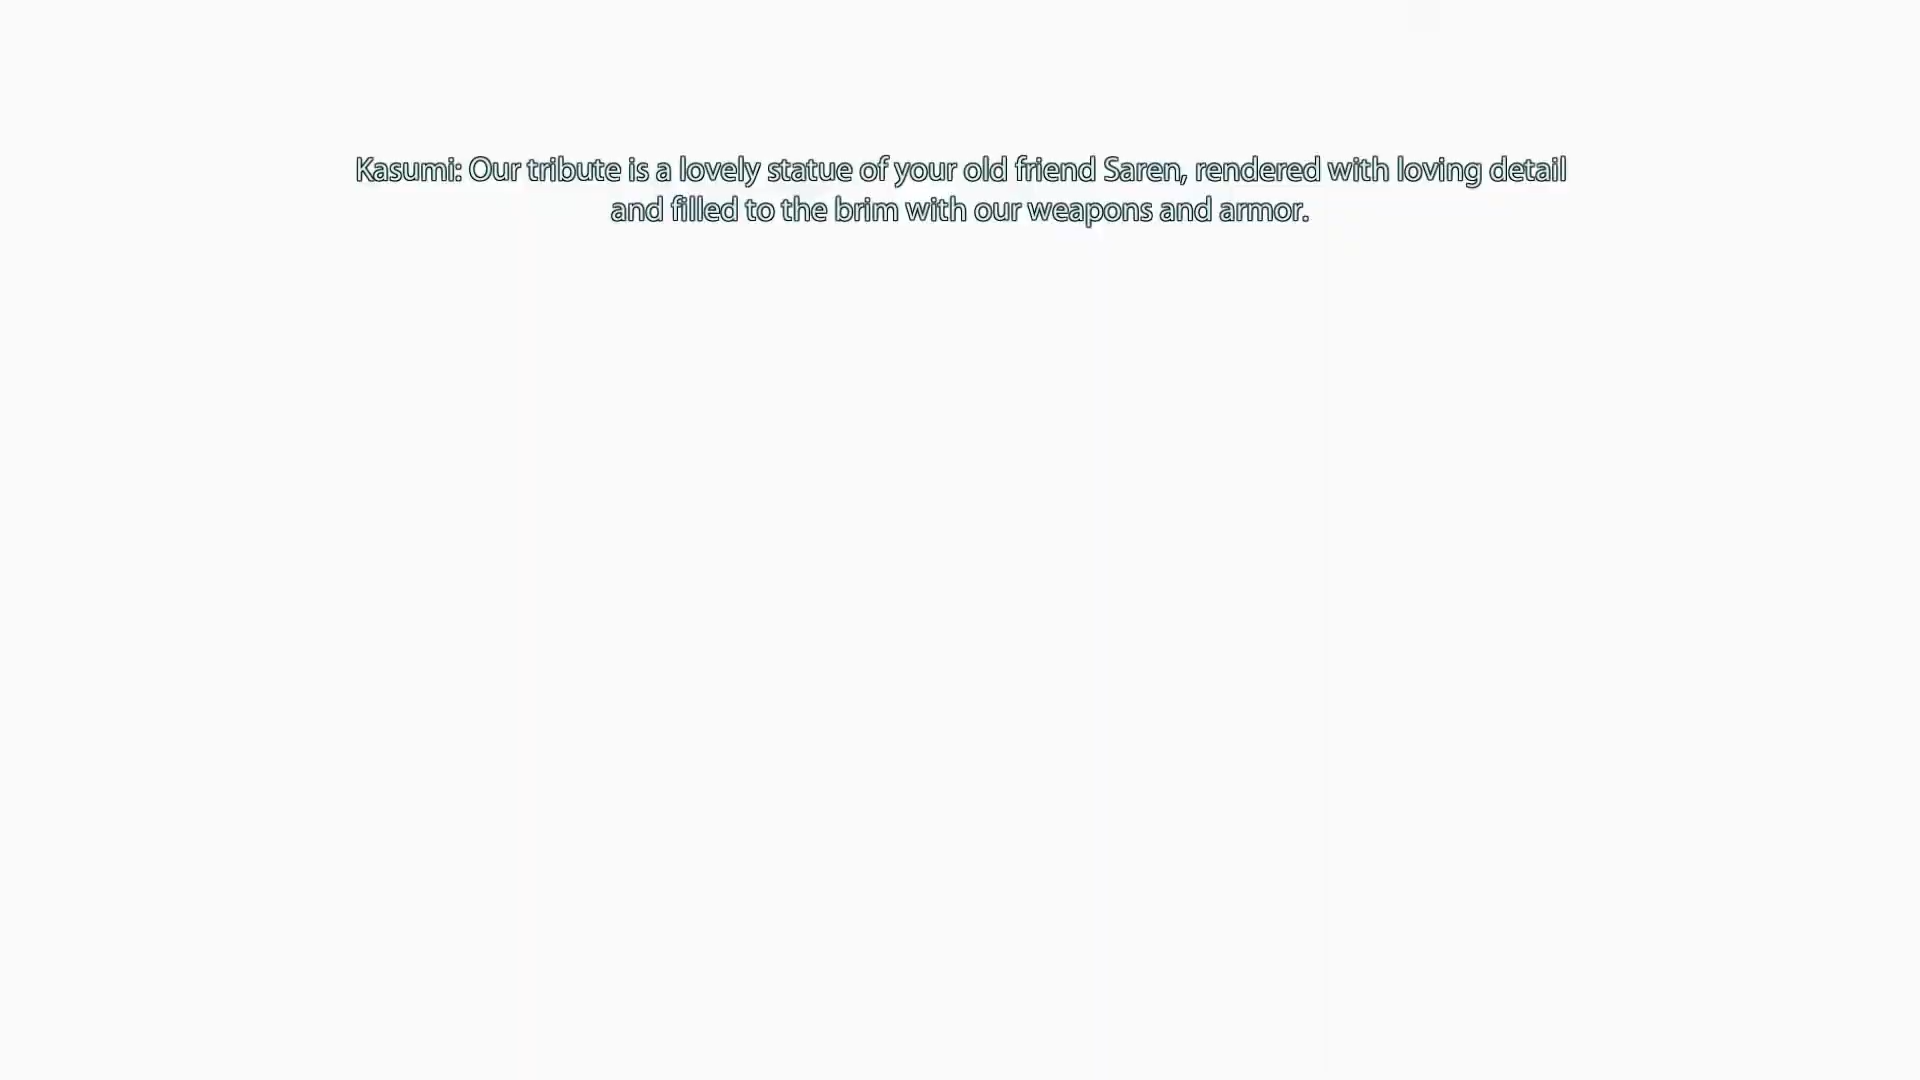 Kasumi: Our tribute is a lovely statue of your old friend Saren, rendered with loving detail
and filled to the brim with our weapons and armor.